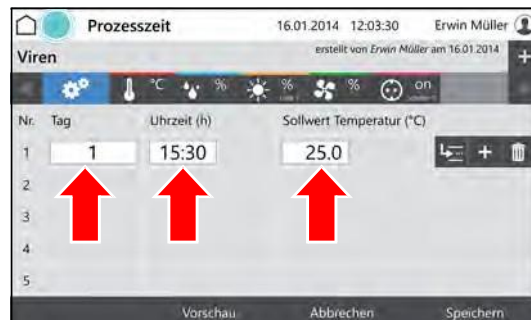 Prozesszeit 16.01.2014 12:03:30 Erwin Müller
Viren erstellt von Erwin Müller am 16.01.2014
°C % % % on
Nr. Tag Uhrzeit (h) Sollwert Temperatur (°C)
1 1 15:30 25.0
2
3
4
5
Vorschau Abbrechen Speichern